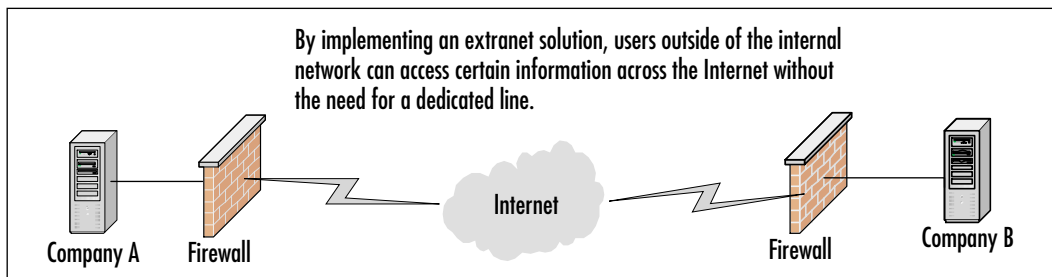 By implementing an extranet solution, users outside of the internal
network can access certain information across the Internet without
the need for a dedicated line.
Internet
Company A
Firewall
Firewall
Company B